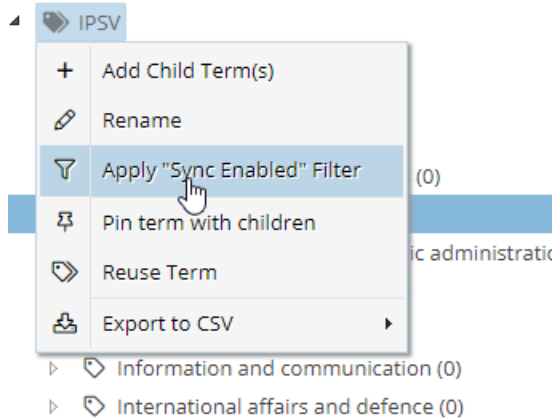 IPSV
Add Child Term(s)
Rename
Apply "Sync Enabled" Filter
(0)
Pin term with children
ic administratic
Reuse Term
Export to CSV
Information and communication (0)
International affairs and defence (0)